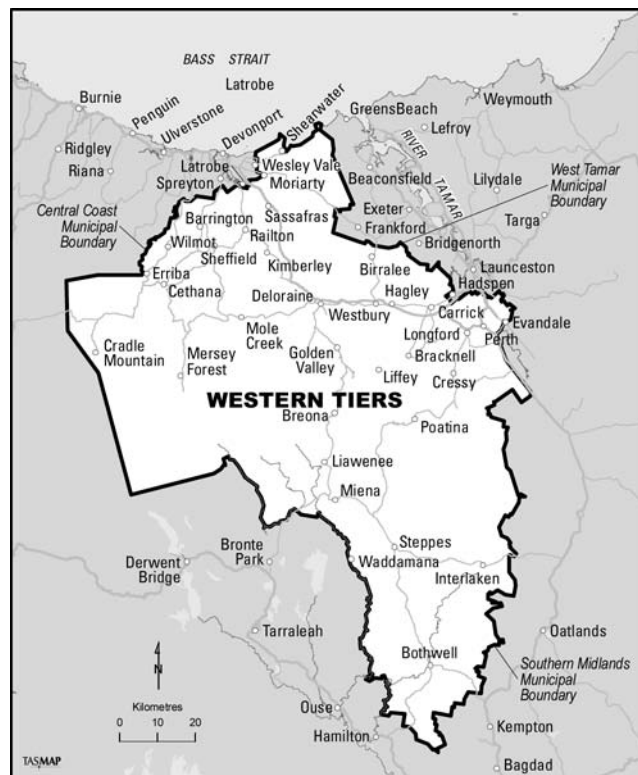 BASS STRAIT
Latrobe
Burnie
Penguin
Ulverstone
Devonport
Shearwater
GreensBeach
Weymouth
Lefroy
Ridgley
Riana
Latrobe
Spreyton
Wesley Vale
Moriarty
Beaconsfield
RIVER
TAMAR
Lilydale
West Tamar
Municipal
Boundary
Central Coast
Municipal
Boundary
Barrington
Sassafras
Railton
Exeter
Frankford
Targa
Bridgenorth
Wilmot
Sheffield
Kimberley
Birralee
Launceston
Hadspen
Erriba
Cethana
Deloraine
Hagley
Westbury
Carrick
Evandale
Longford
Perth
Cradle
Mountain
Mole
Creek
Mersey
Forest
Golden
Valley
Bracknell
Liffey
Cressy
WESTERN TIERS
Breona
Poatina
Liawenee
Miena
Steppes
Waddamana
Interlaken
Derwent
Bridge
Bronte
Park
Tarraleah
Oatlands
Bothwell
Southern Midlands
Municipal
Boundary
N
Kilometres
0 10 20
Ouse
Hamilton
Kempton
Bagdad
TASMAP